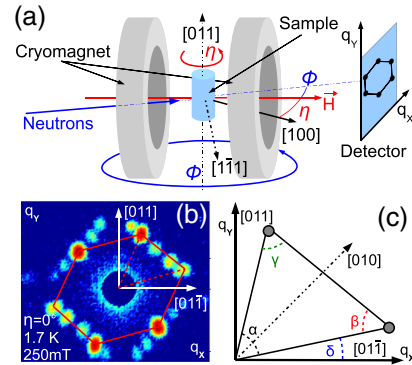 (a)
[011]
Sample
Cryomagnet
η
Φ
q_Y
H⃗
η
Neutrons
[100]
q_X
[11̄1]
Φ
Detector
q_Y
(b)
[011]
[011̄]
η=0°
1.7 K
250mT
q_X
(c)
q_Y
[011]
γ
[010]
α
β
δ
[011̄]
q_X